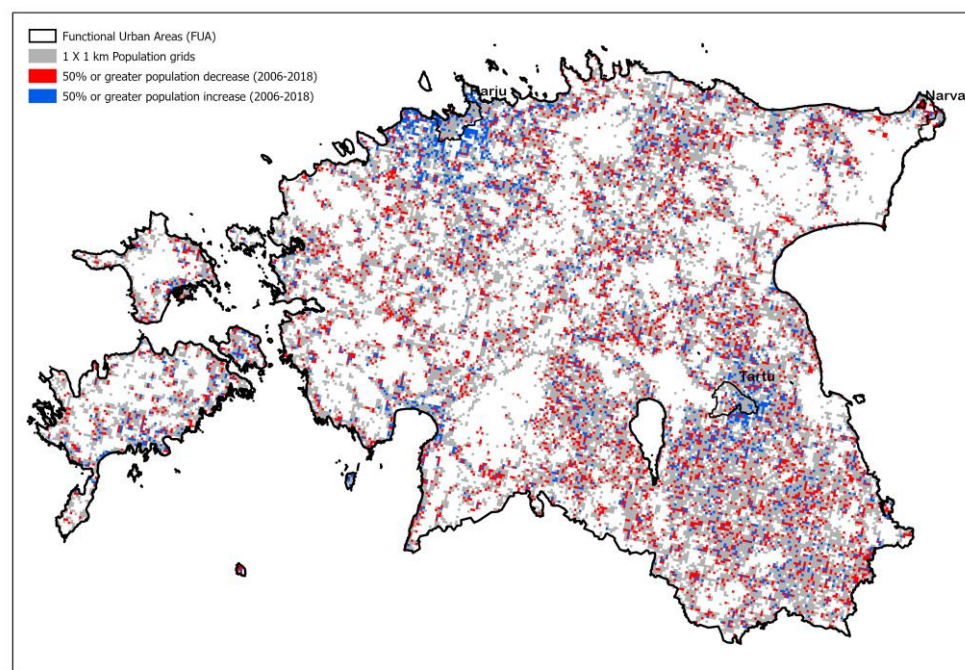 Functional Urban Areas (FUA)
1 X 1 km Population grids
50% or greater population decrease (2006-2018)
50% or greater population increase (2006-2018)
Harju
Narva
Tartu